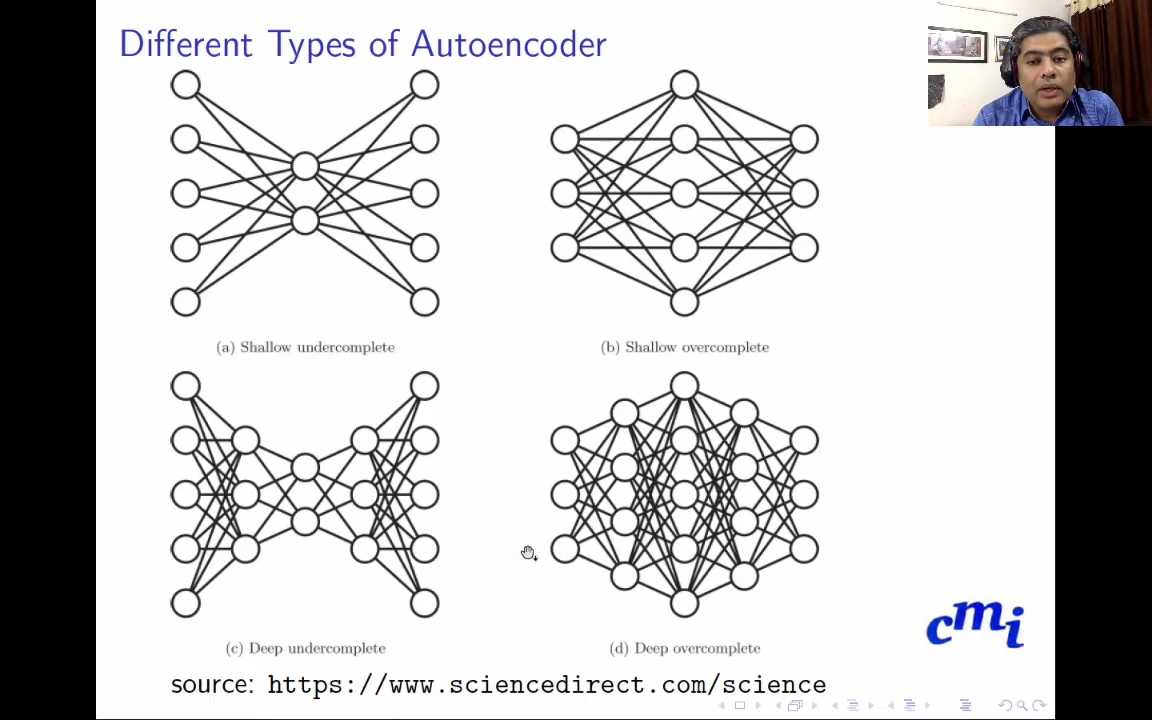 Different Types of Autoencoder
(a) Shallow undercomplete
(b) Shallow overcomplete
(c) Deep undercomplete
(d) Deep overcomplete
cmi
source: https://www.sciencedirect.com/science